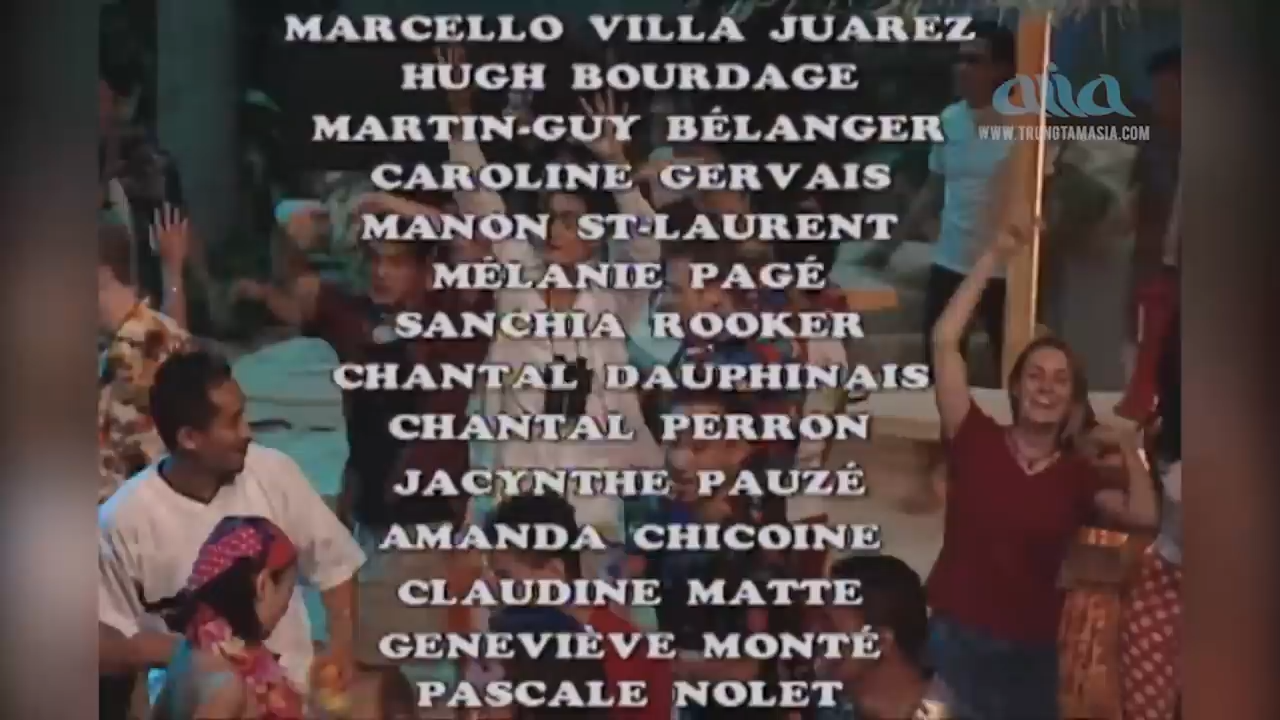 MARCELLO VILLA JUAREZ
HUGH BOURDAGE
MARTIN-GUY BÉLANGER
CAROLINE GERVAIS
MANON ST-LAURENT
MÉLANIE PAGÉ
SANCHIA ROOKER
CHANTAL DAUPHINAIS
CHANTAL PERRON
JACYNTHE PAUZÉ
AMANDA CHICOINE
CLAUDINE MATTE
GENEVIÈVE MONTÉ
PASCALE NOLET
asia
WWW.TRUNGTAMASIA.COM